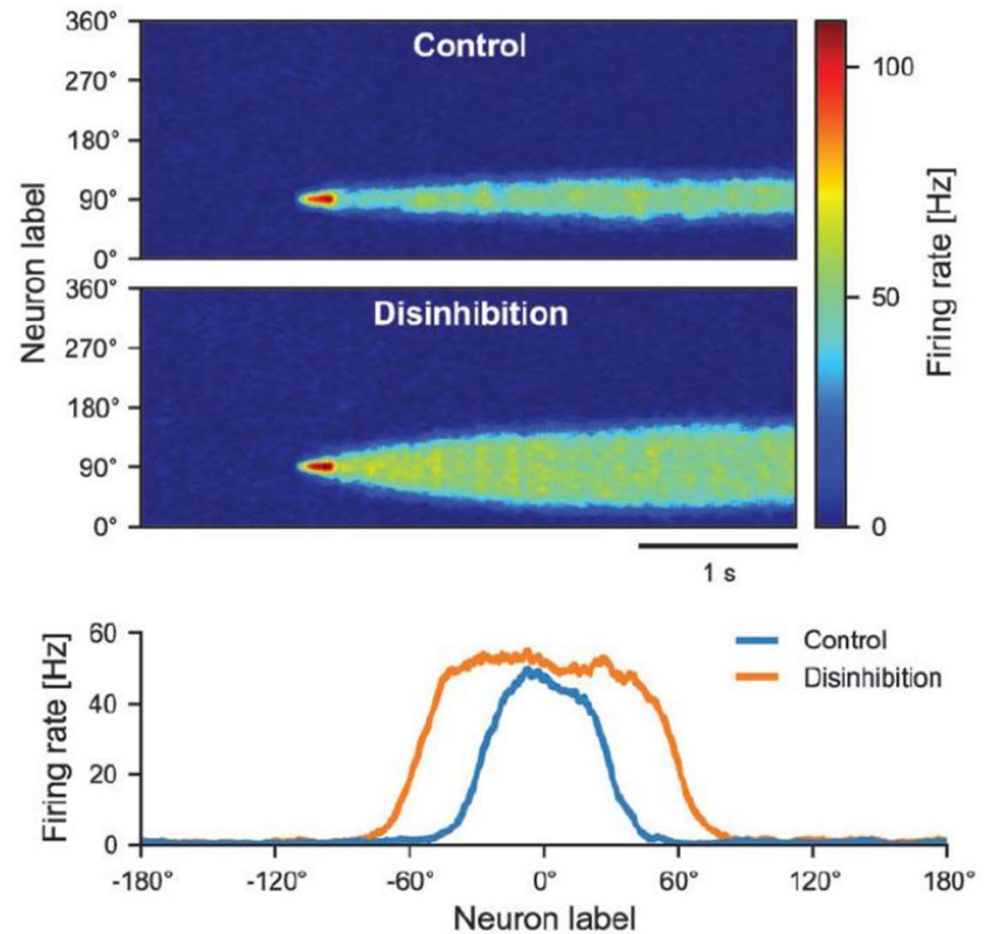 360°
Control
270°
180°
90°
0°
360°
Disinhibition
270°
180°
90°
0°
Neuron label
100
50
0
Firing rate [Hz]
1 s
60
40
20
0
Firing rate [Hz]
Control
Disinhibition
-180°
-120°
-60°
0°
60°
120°
180°
Neuron label